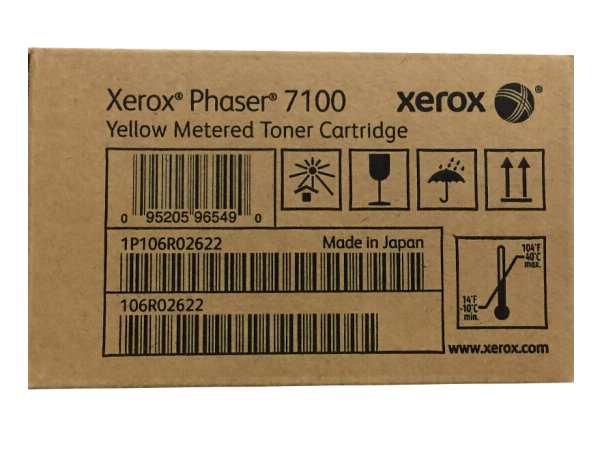 Xerox® Phaser® 7100
xerox®
Yellow Metered Toner Cartridge
0 95205 96549 0
1P106R02622 Made in Japan
106R02622
104°F
40°C
max.
14°F
-10°C
min.
www.xerox.com